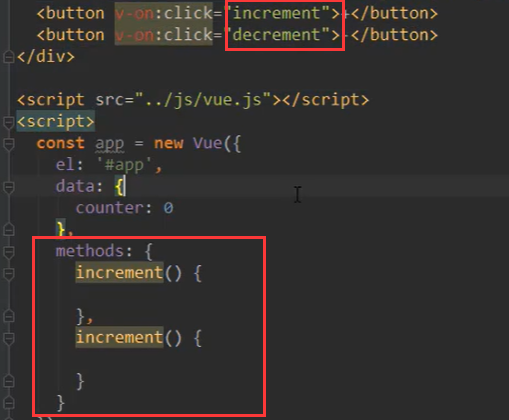 <button v-on:click="increment">+</button>
<button v-on:click="decrement">-</button>
</div>
<script src="../js/vue.js"></script>
<script>
const app = new Vue({
el: '#app',
data: {
counter: 0
},
methods: {
increment() {
},
increment() {
}
}